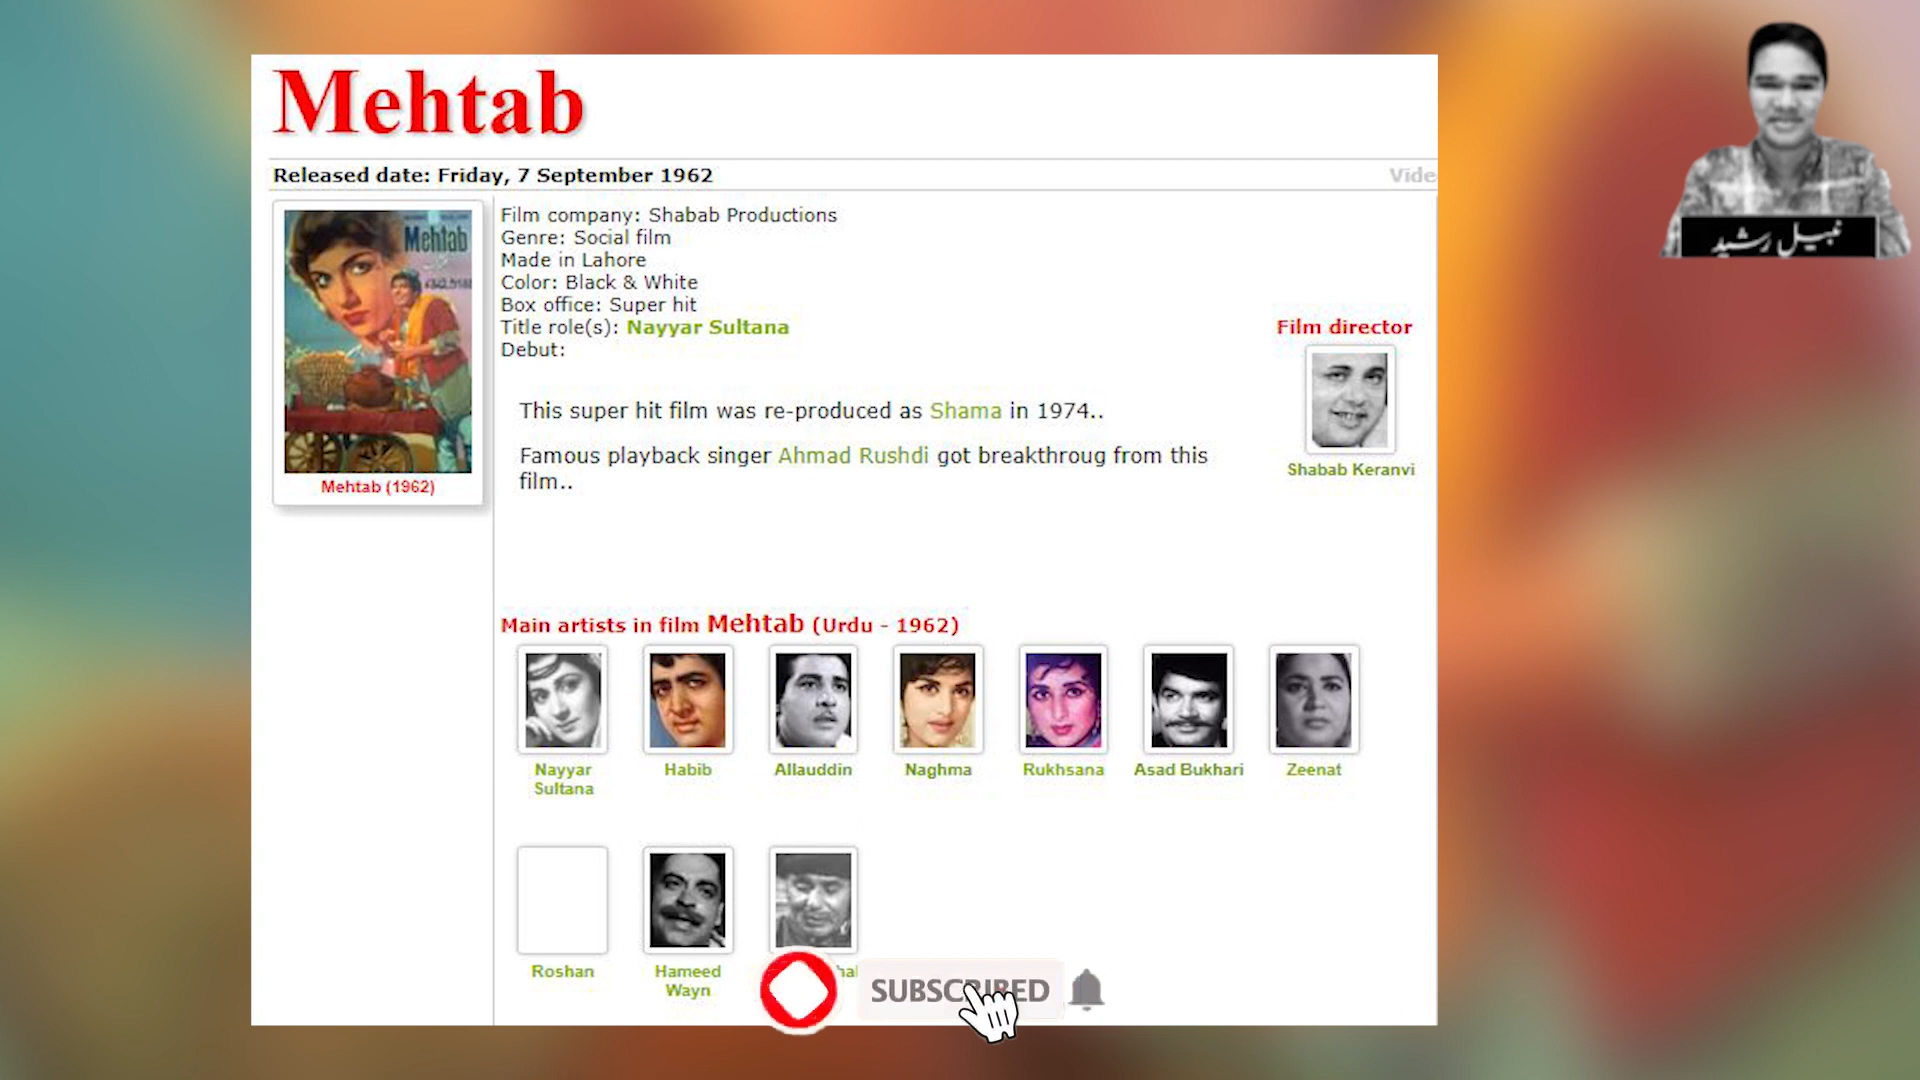 Mehtab
Released date: Friday, 7 September 1962
Vide
نبیل رشید
Film company: Shabab Productions
Genre: Social film
Made in Lahore
Color: Black & White
Box office: Super hit
Title role(s): Nayyar Sultana
Debut:
Mehtab
Mehtab (1962)
Film director
Shabab Keranvi
This super hit film was re-produced as Shama in 1974..
Famous playback singer Ahmad Rushdi got breakthroug from this
film..
Main artists in film Mehtab (Urdu - 1962)
Nayyar
Sultana
Habib
Allauddin
Naghma
Rukhsana
Asad Bukhari
Zeenat
Roshan
Hameed
Wayn
SUBSCRIBED